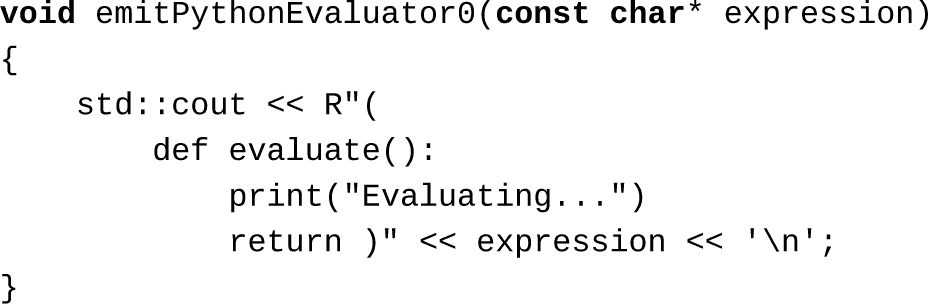 void emitPythonEvaluator0(const char* expression)
{
    std::cout << R"(
        def evaluate():
            print("Evaluating...")
            return )" << expression << '\n';
}